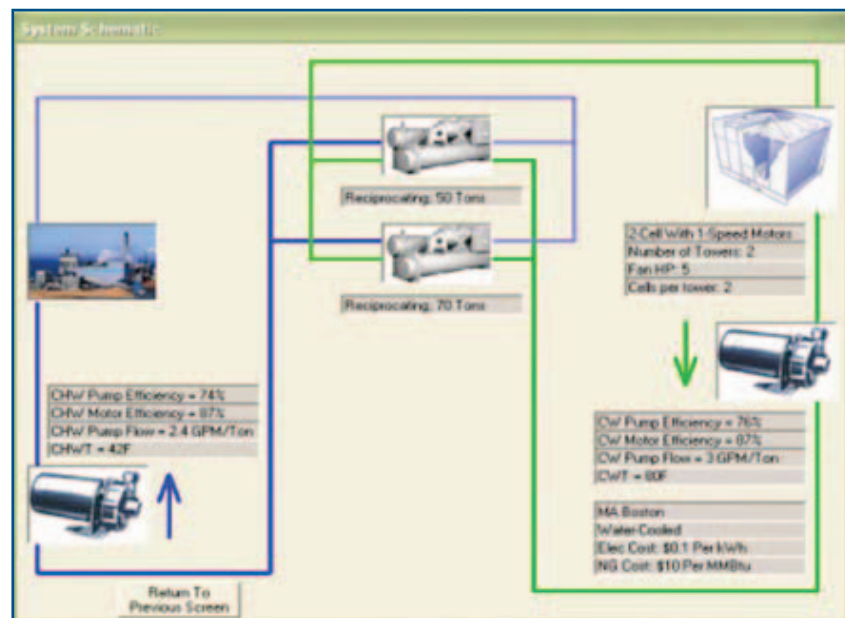 System Schematic
Reciprocating; 50 Tons
Reciprocating; 70 Tons
2-Cell With 1-Speed Motors
Number of Towers: 2
Fan HP: 5
Cells per tower: 2
CHW Pump Efficiency = 74%
CHW Motor Efficiency = 87%
CHW Pump Flow = 2.4 GPM/Ton
CHWT = 42F
CW Pump Efficiency = 76%
CW Motor Efficiency = 87%
CW Pump Flow = 3 GPM/Ton
CWT = 80F
MA Boston
Water-Cooled
Elec Cost: $0.1 Per kWh
NG Cost: $10 Per MMBtu
Return To
Previous Screen